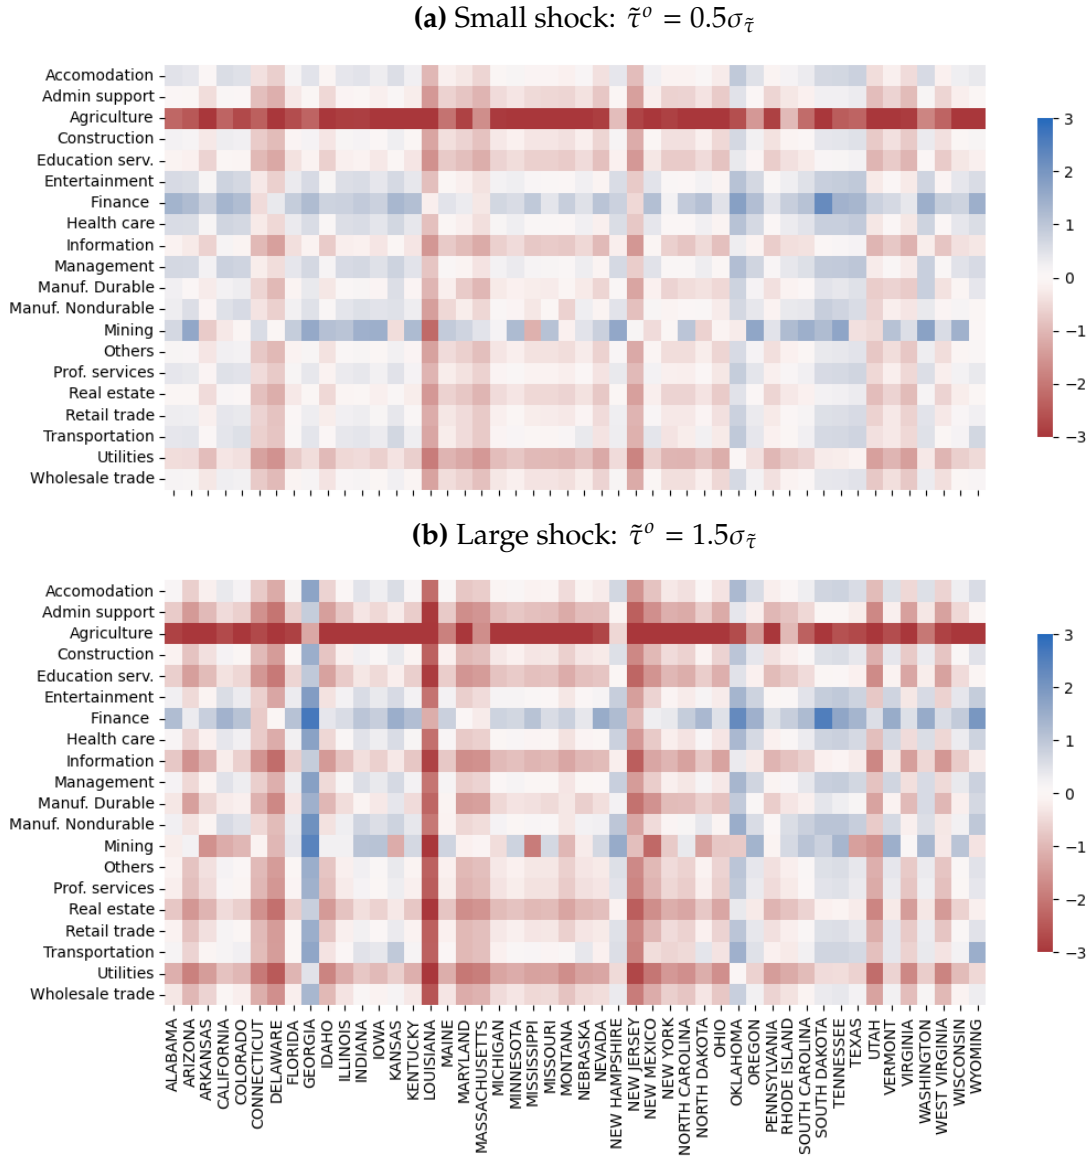 (a) Small shock: τ̃ᵒ = 0.5σ_τ̃
Accomodation
Admin support
Agriculture
Construction
Education serv.
Entertainment
Finance
Health care
Information
Management
Manuf. Durable
Manuf. Nondurable
Mining
Others
Prof. services
Real estate
Retail trade
Transportation
Utilities
Wholesale trade
3
2
1
0
−1
−2
−3
(b) Large shock: τ̃ᵒ = 1.5σ_τ̃
Accomodation
Admin support
Agriculture
Construction
Education serv.
Entertainment
Finance
Health care
Information
Management
Manuf. Durable
Manuf. Nondurable
Mining
Others
Prof. services
Real estate
Retail trade
Transportation
Utilities
Wholesale trade
3
2
1
0
−1
−2
−3
ALABAMA
ARIZONA
ARKANSAS
CALIFORNIA
COLORADO
CONNECTICUT
DELAWARE
FLORIDA
GEORGIA
IDAHO
ILLINOIS
INDIANA
IOWA
KANSAS
KENTUCKY
LOUISIANA
MAINE
MARYLAND
MASSACHUSETTS
MICHIGAN
MINNESOTA
MISSISSIPPI
MISSOURI
MONTANA
NEBRASKA
NEVADA
NEW HAMPSHIRE
NEW JERSEY
NEW MEXICO
NEW YORK
NORTH CAROLINA
NORTH DAKOTA
OHIO
OKLAHOMA
OREGON
PENNSYLVANIA
RHODE ISLAND
SOUTH CAROLINA
SOUTH DAKOTA
TENNESSEE
TEXAS
UTAH
VERMONT
VIRGINIA
WASHINGTON
WEST VIRGINIA
WISCONSIN
WYOMING